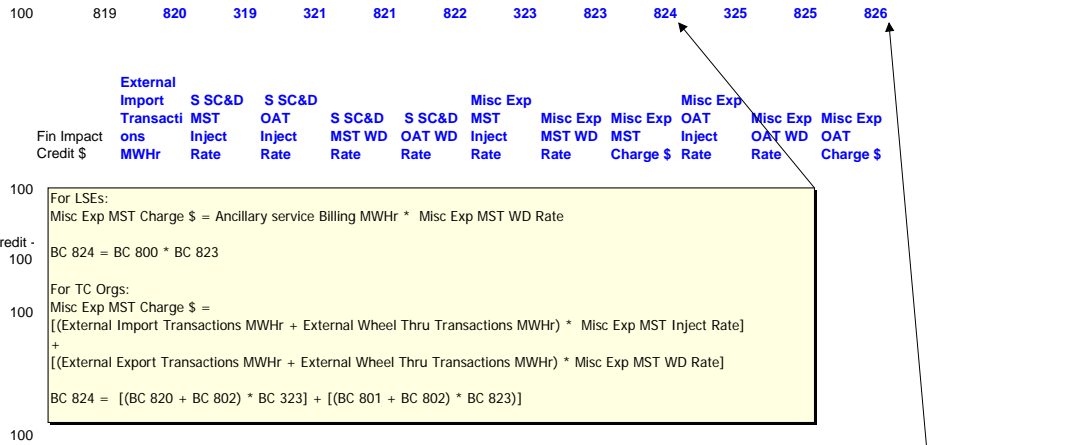 100 819 820 319 321 821 822 323 823 824 325 825 826
External
Import S SC&D S SC&D Misc Exp Misc Exp
Transacti MST OAT S SC&D S SC&D MST Misc Exp Misc Exp OAT Misc Exp Misc Exp
Fin Impact ons Inject Inject MST WD OAT WD Inject MST WD MST Inject OAT WD OAT
Credit $ MWHr Rate Rate Rate Rate Rate Rate Charge $ Rate Rate Charge $
100
For LSEs:
Misc Exp MST Charge $ = Ancillary service Billing MWHr * Misc Exp MST WD Rate
redit -
BC 824 = BC 800 * BC 823
100
For TC Orgs:
Misc Exp MST Charge $ =
100
[(External Import Transactions MWHr + External Wheel Thru Transactions MWHr) * Misc Exp MST Inject Rate]
+
[(External Export Transactions MWHr + External Wheel Thru Transactions MWHr) * Misc Exp MST WD Rate]
BC 824 = [(BC 820 + BC 802) * BC 323] + [(BC 801 + BC 802) * BC 823)]
100